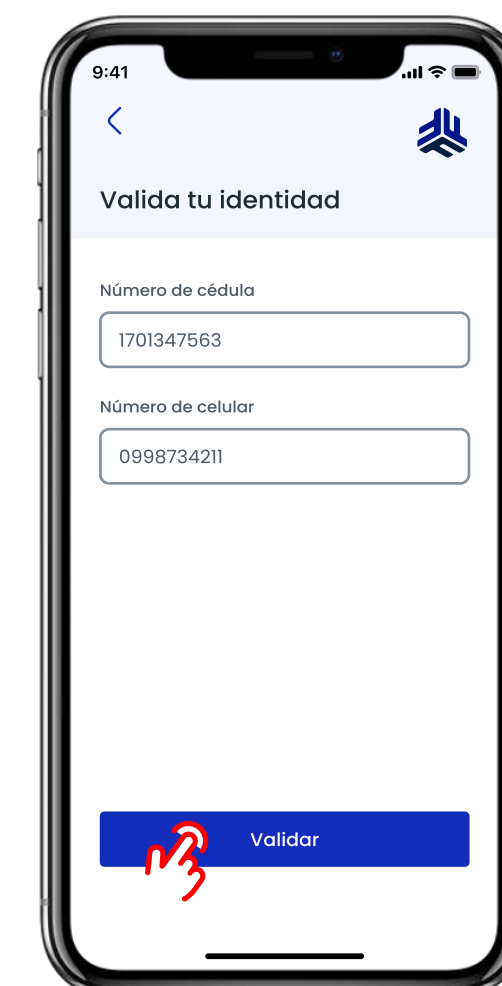 9:41
Valida tu identidad
Número de cédula
1701347563
Número de celular
0998734211
Validar